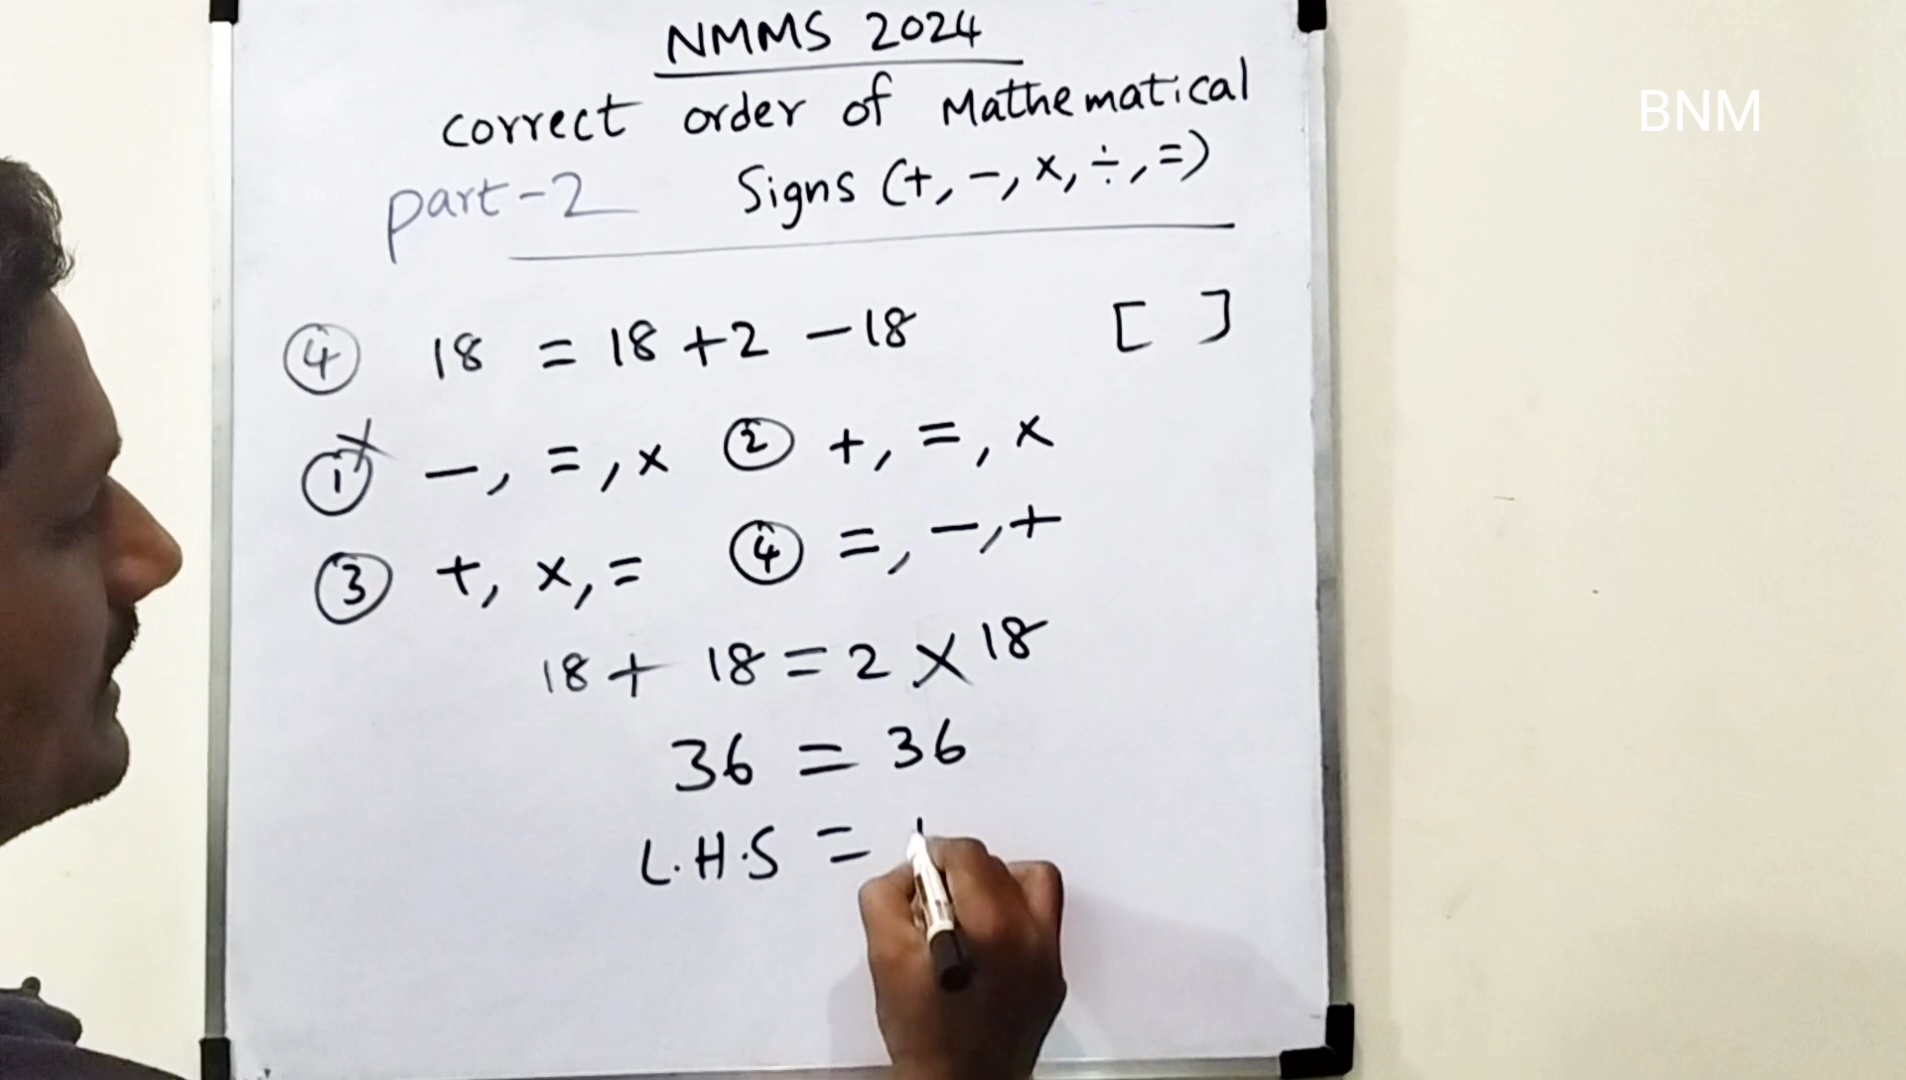 NMMS 2024
correct order of Mathematical
part-2 Signs (+, -, ×, ÷, =)
BNM
④ 18 = 18 + 2 - 18 [ ]
① -, =, × ② +, =, ×
③ +, ×, = ④ =, -, +
18 + 18 = 2 × 18
36 = 36
L.H.S =